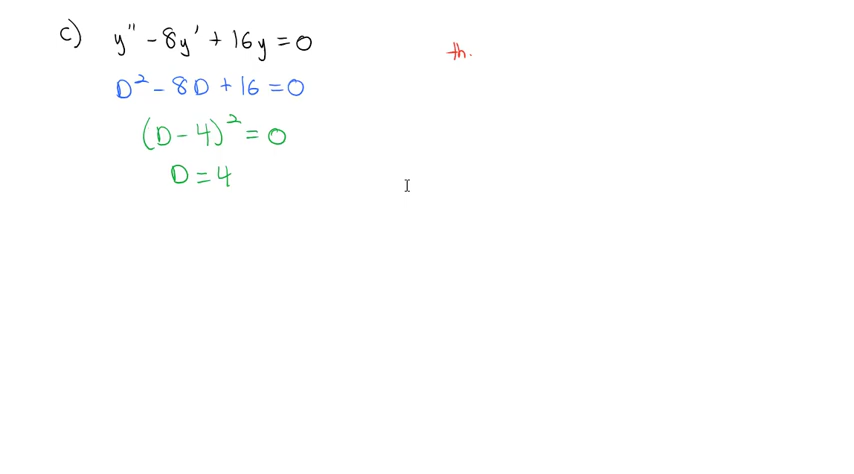 c) y'' - 8y' + 16y = 0
th.
D² - 8D + 16 = 0
(D - 4)² = 0
D = 4